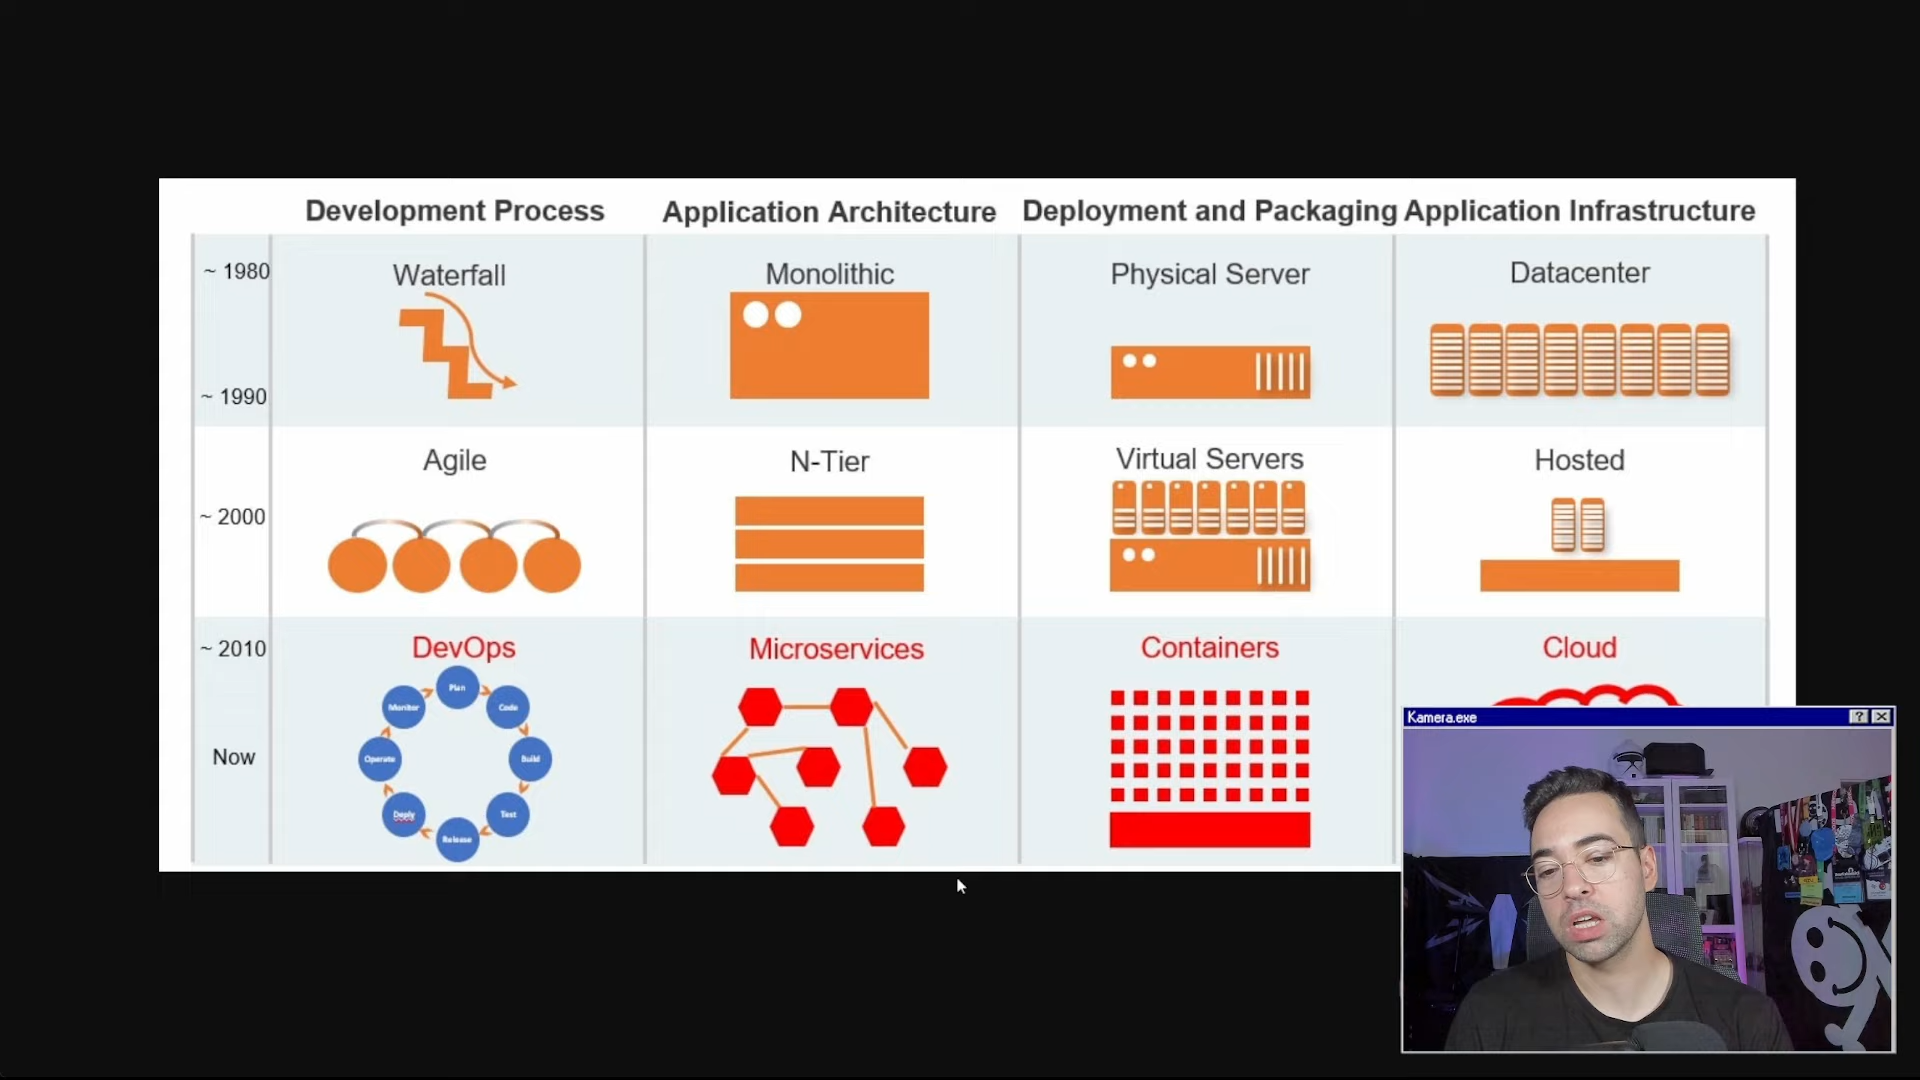 Development Process
Application Architecture
Deployment and Packaging
Application Infrastructure
~ 1980
Waterfall
Monolithic
Physical Server
Datacenter
~ 1990
Agile
N-Tier
Virtual Servers
Hosted
~ 2000
~ 2010
DevOps
Microservices
Containers
Cloud
Now
Plan
Code
Build
Test
Release
Deply
Operate
Monitor
Kamera.exe